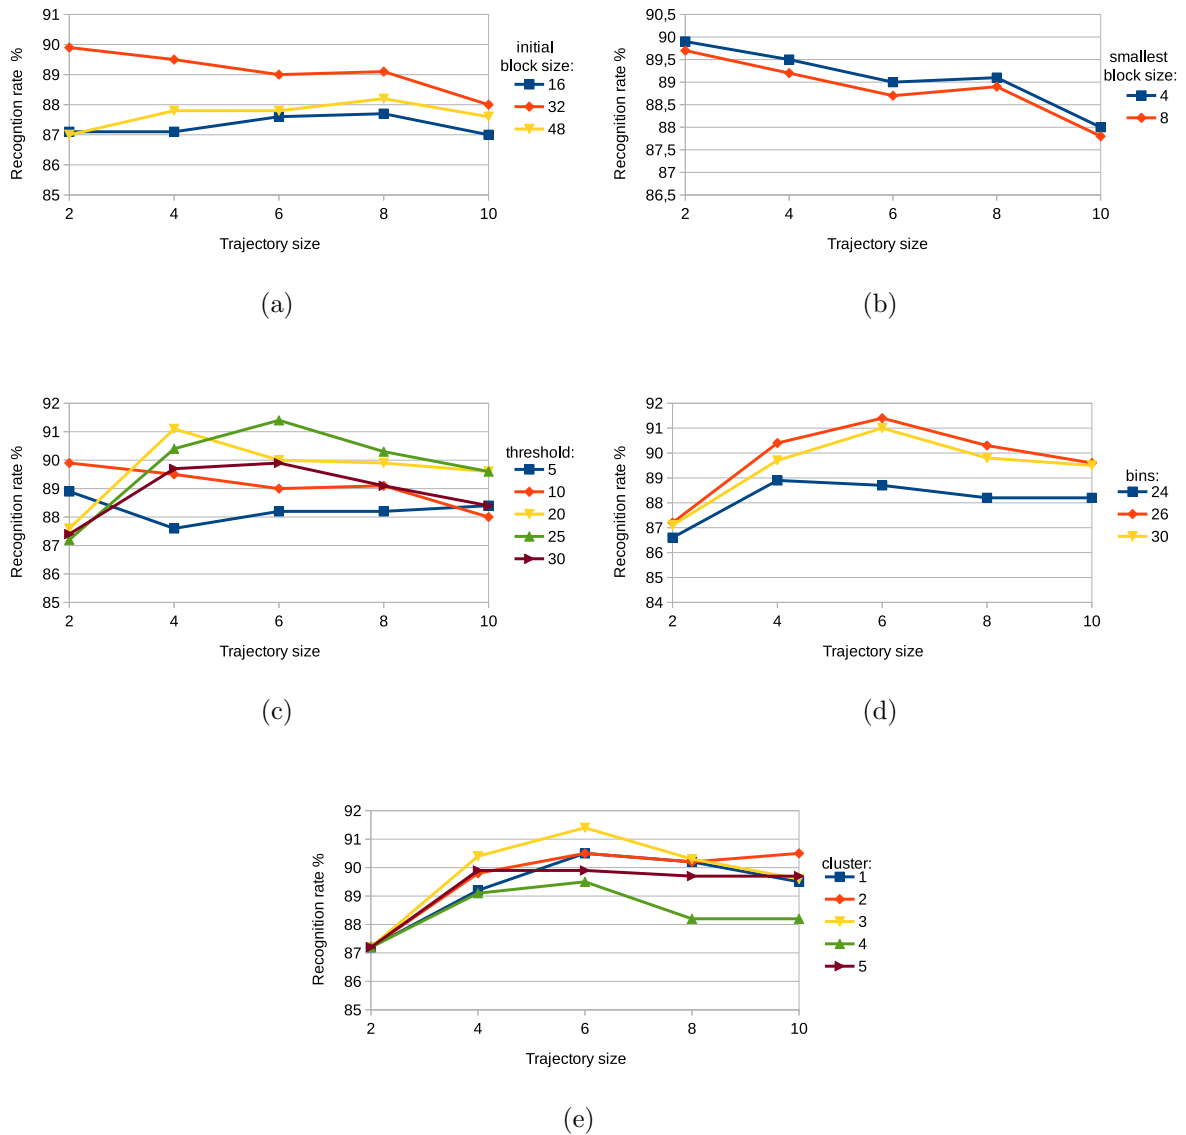 91
90
89
88
87
86
85
2 4 6 8 10
Recogntion rate %
Trajectory size
initial
block size:
16
32
48
(a)
90,5
90
89,5
89
88,5
88
87,5
87
86,5
2 4 6 8 10
Recognition rate %
Trajectory size
smallest
block size:
4
8
(b)
92
91
90
89
88
87
86
85
2 4 6 8 10
Recognition rate %
Trajectory size
threshold:
5
10
20
25
30
(c)
92
91
90
89
88
87
86
85
84
2 4 6 8 10
Recognition rate %
Trajectory size
bins:
24
26
30
(d)
92
91
90
89
88
87
86
85
2 4 6 8 10
Recognition rate %
Trajectory size
cluster:
1
2
3
4
5
(e)